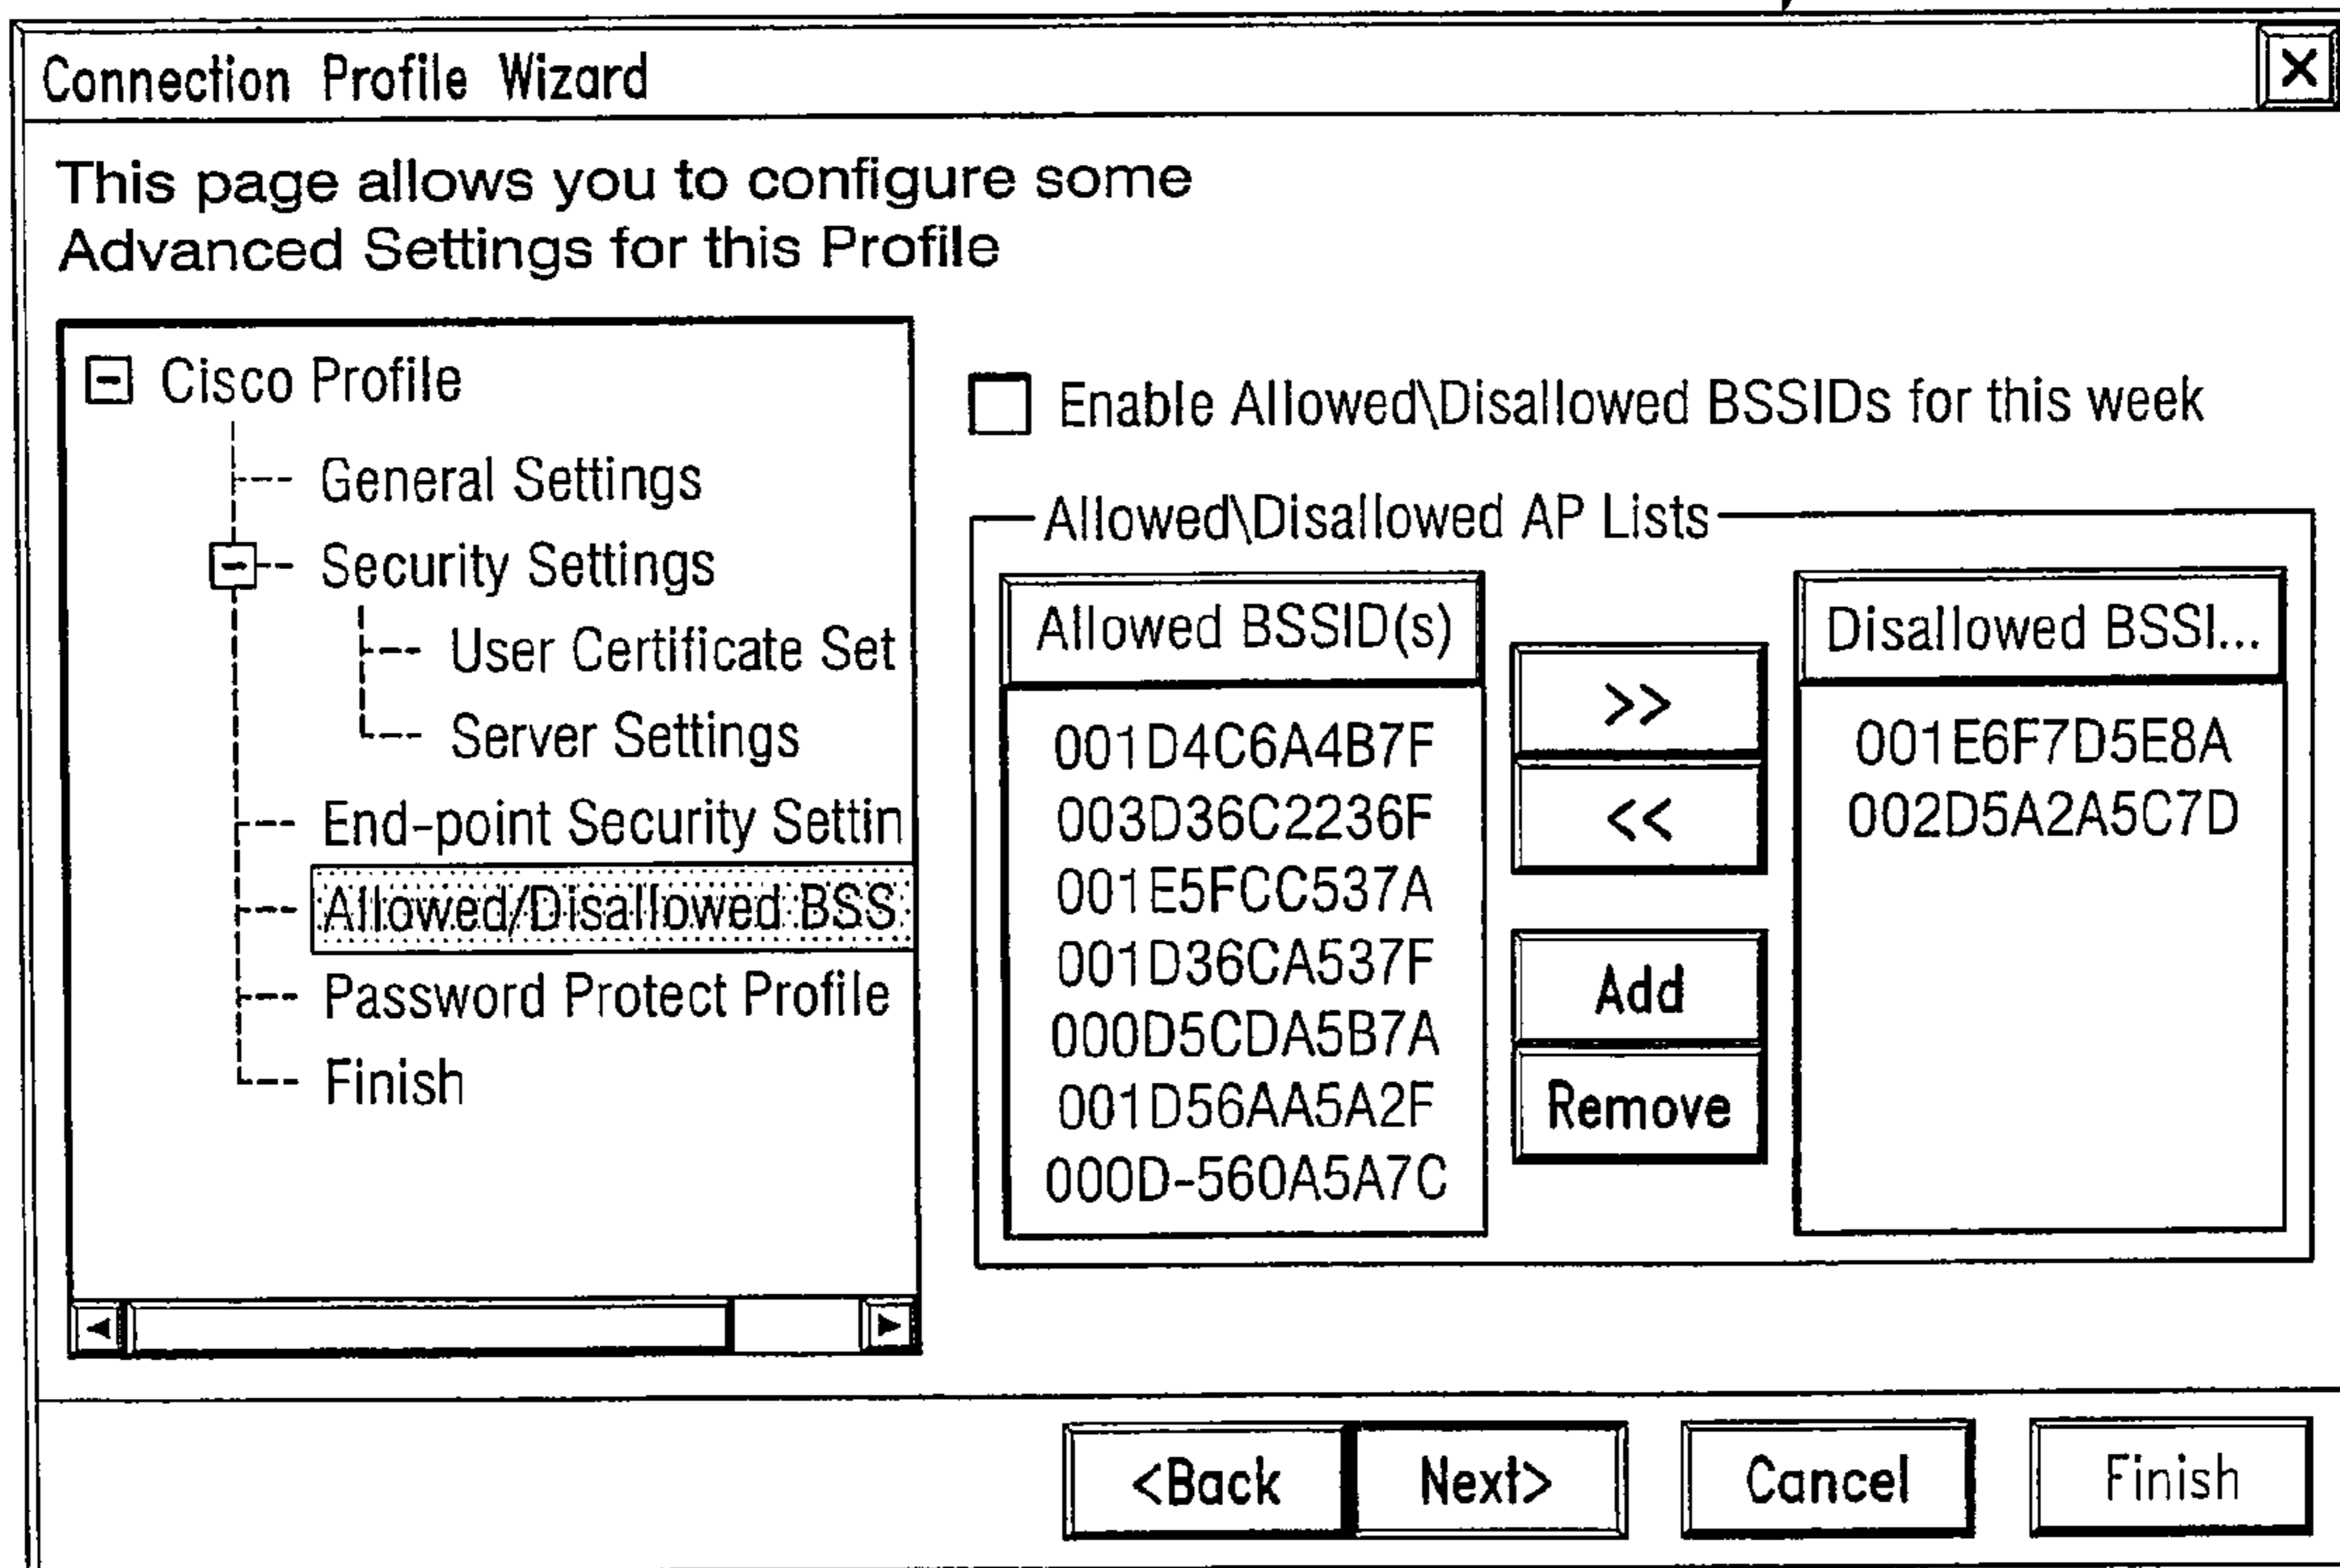 Connection Profile Wizard
This page allows you to configure some
Advanced Settings for this Profile
Cisco Profile
General Settings
Security Settings
User Certificate Set
Server Settings
End-point Security Settin
Allowed/Disallowed BSS
Password Protect Profile
Finish
Enable Allowed\Disallowed BSSIDs for this week
Allowed\Disallowed AP Lists
Allowed BSSID(s)
001D4C6A4B7F
003D36C2236F
001E5FCC537A
001D36CA537F
000D5CDA5B7A
001D56AA5A2F
000D-560A5A7C
>>
<<
Add
Remove
Disallowed BSSI...
001E6F7D5E8A
002D5A2A5C7D
<Back
Next>
Cancel
Finish